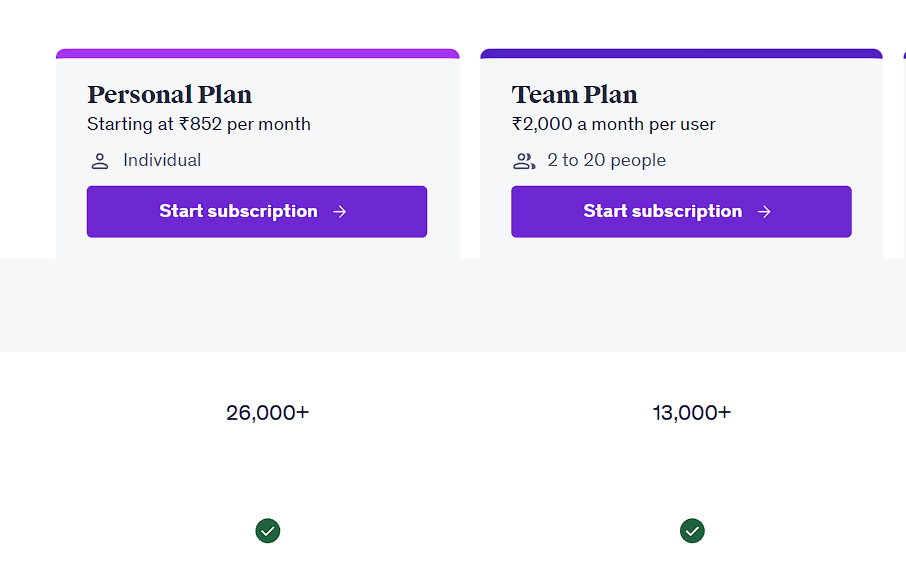 Personal Plan
Starting at ₹852 per month
Individual
Start subscription →
Team Plan
₹2,000 a month per user
2 to 20 people
Start subscription →
26,000+
13,000+